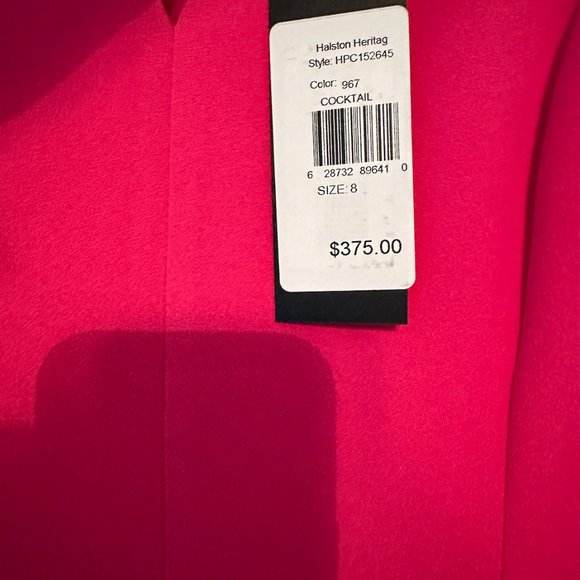 Halston Heritag
Style: HPC152645
Color: 967
COCKTAIL
6 28732 89641 0
SIZE: 8
$375.00